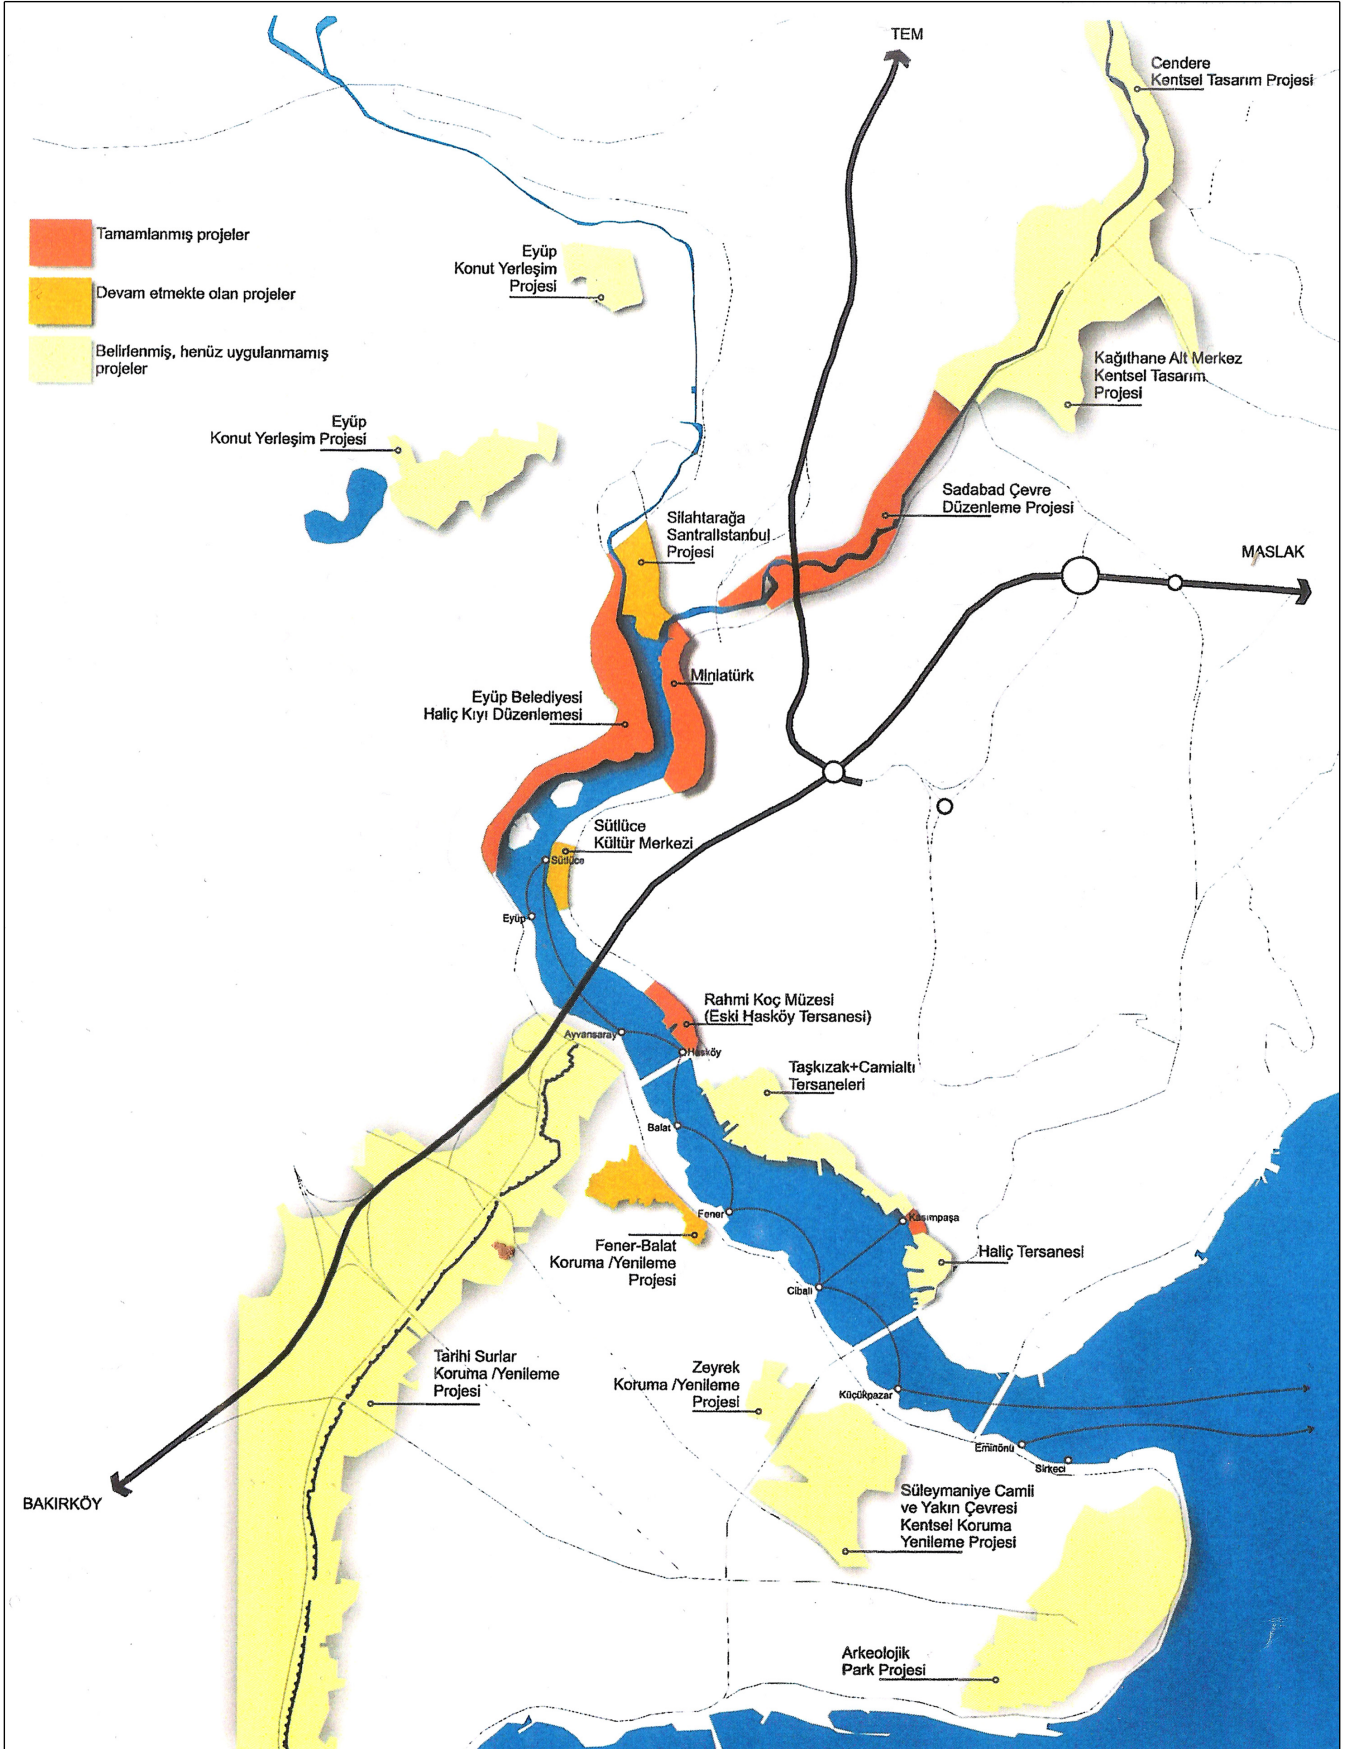 TEM
Cendere
Kentsel Tasarım Projesi
Tamamlanmış projeler
Devam etmekte olan projeler
Belirlenmiş, henüz uygulanmamış
projeler
Eyüp
Konut Yerleşim
Projesi
Kağıthane Alt Merkez
Kentsel Tasarım
Projesi
Eyüp
Konut Yerleşim Projesi
Sadabad Çevre
Düzenleme Projesi
Silahtarağa
Santralİstanbul
Projesi
MASLAK
Miniatürk
Eyüp Belediyesi
Haliç Kıyı Düzenlemesi
Sütlüce
Kültür Merkezi
Sütlüce
Eyüp
Rahmi Koç Müzesi
(Eski Hasköy Tersanesi)
Ayvansaray
Hasköy
Taşkızak+Camialtı
Tersaneleri
Balat
Fener
Kasımpaşa
Fener-Balat
Koruma /Yenileme
Projesi
Haliç Tersanesi
Cibali
Tarihi Surlar
Koruma /Yenileme
Projesi
Zeyrek
Koruma /Yenileme
Projesi
Küçükpazar
Eminönü
Sirkeci
BAKIRKÖY
Süleymaniye Camii
ve Yakın Çevresi
Kentsel Koruma
Yenileme Projesi
Arkeolojik
Park Projesi